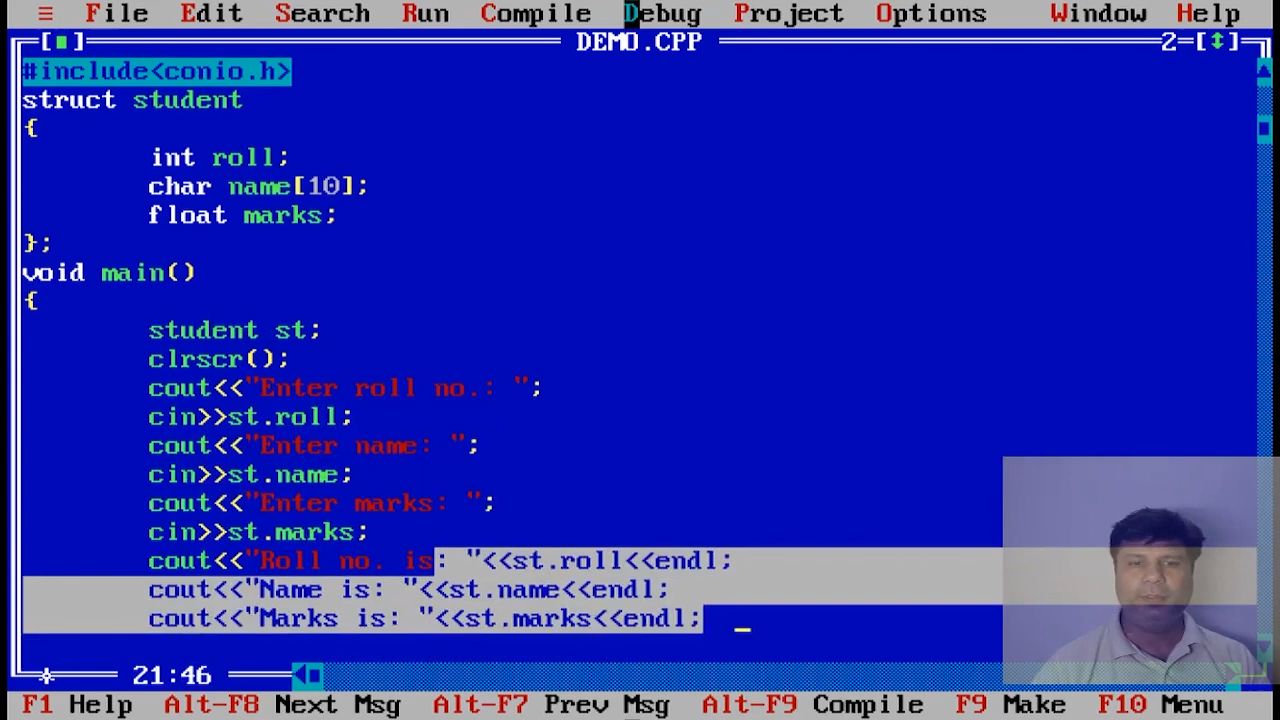 ≡ File Edit Search Run Compile Debug Project Options Window Help
[■] DEMO.CPP 2=[↕]
#include<conio.h>
struct student
{
int roll;
char name[10];
float marks;
};
void main()
{
student st;
clrscr();
cout<<"Enter roll no.: ";
cin>>st.roll;
cout<<"Enter name: ";
cin>>st.name;
cout<<"Enter marks: ";
cin>>st.marks;
cout<<"Roll no. is: "<<st.roll<<endl;
cout<<"Name is: "<<st.name<<endl;
cout<<"Marks is: "<<st.marks<<endl;
21:46
F1 Help Alt-F8 Next Msg Alt-F7 Prev Msg Alt-F9 Compile F9 Make F10 Menu